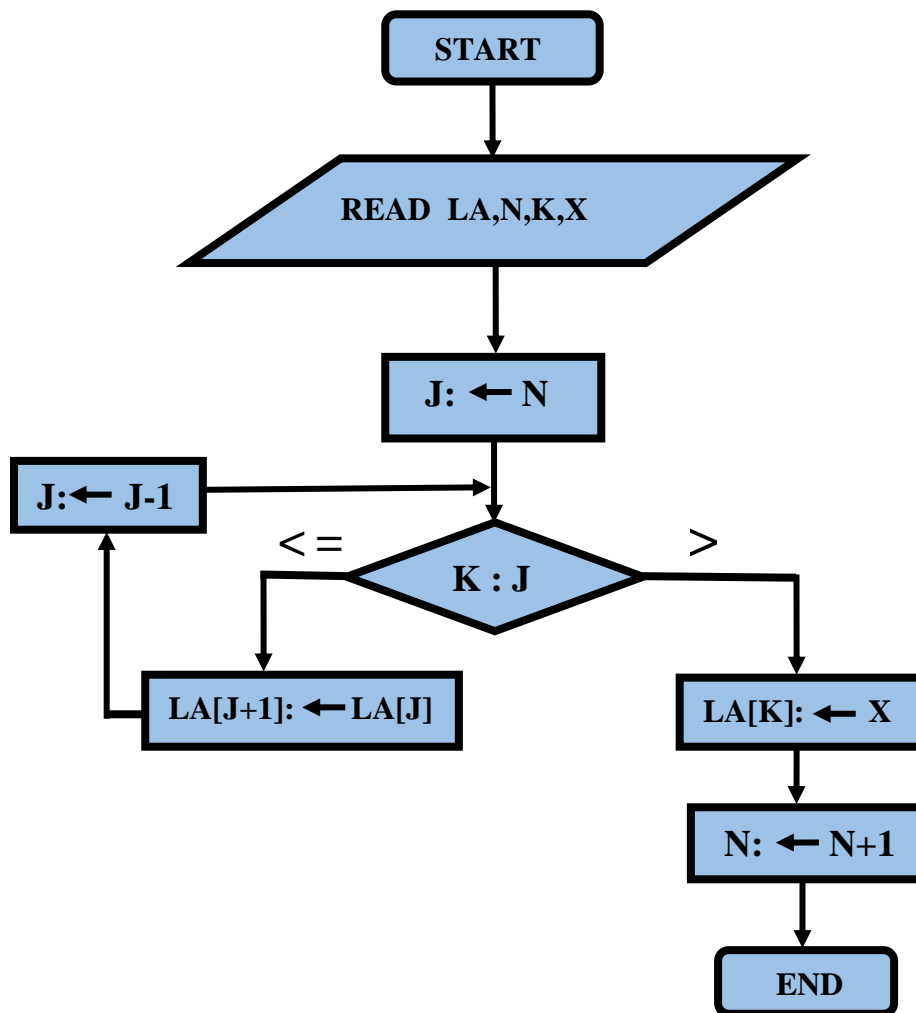 START
READ LA,N,K,X
J: ← N
J:← J-1
<=
>
K : J
LA[J+1]: ← LA[J]
LA[K]: ← X
N: ← N+1
END